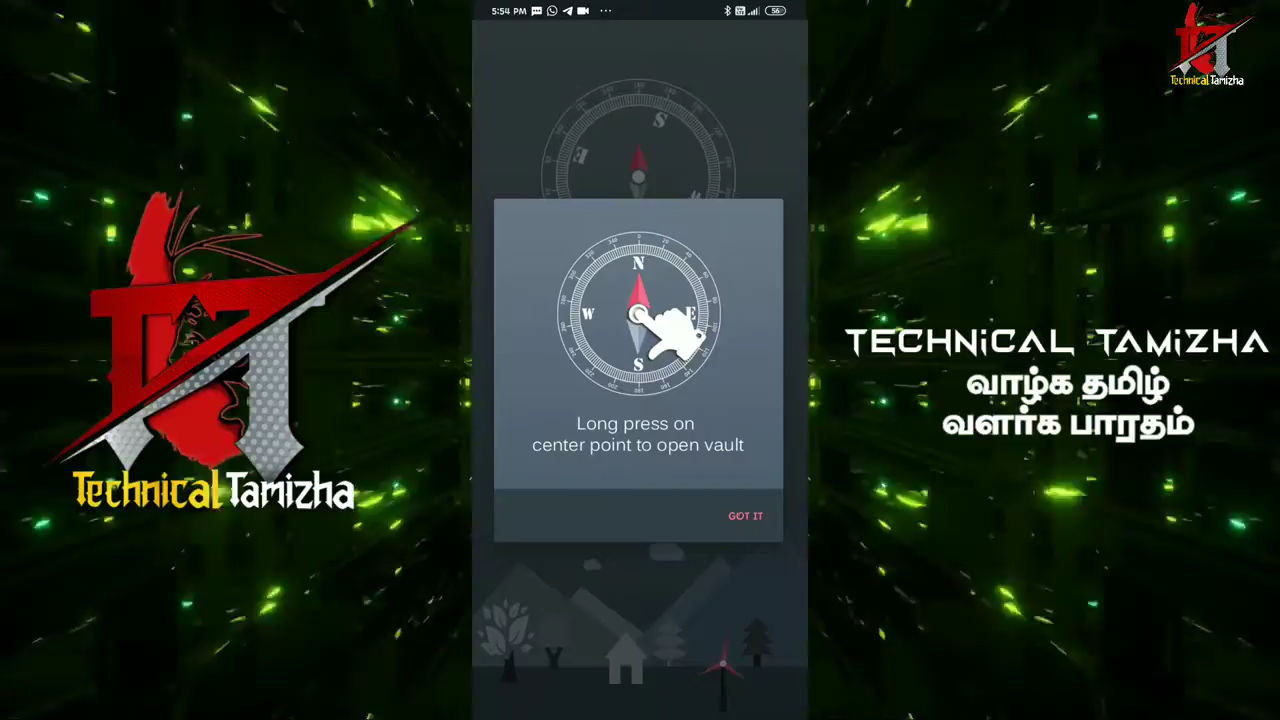 5:54 PM
56
Technical Tamizha
S
E
N
W
E
S
Long press on
center point to open vault
GOT IT
Technical Tamizha
TECHNiCAL TAMiZHA
வாழ்க தமிழ்
வளர்க பாரதம்